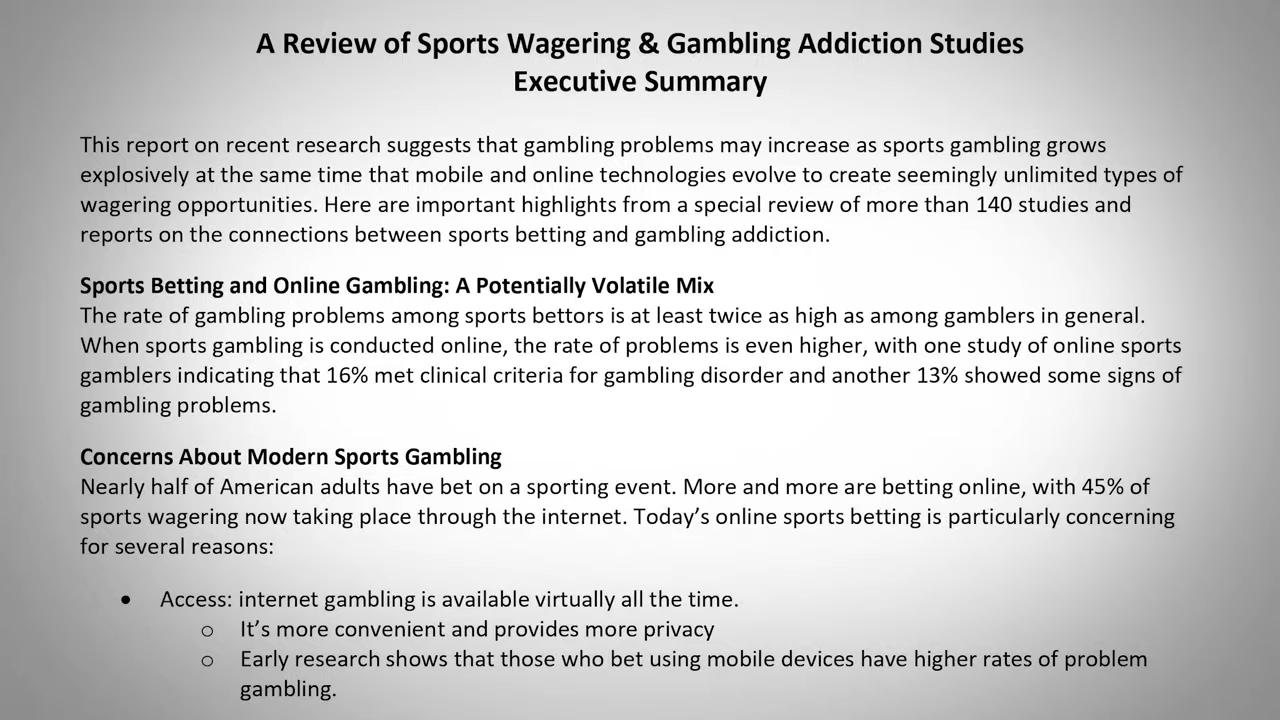 A Review of Sports Wagering & Gambling Addiction Studies
Executive Summary
This report on recent research suggests that gambling problems may increase as sports gambling grows
explosively at the same time that mobile and online technologies evolve to create seemingly unlimited types of
wagering opportunities. Here are important highlights from a special review of more than 140 studies and
reports on the connections between sports betting and gambling addiction.
Sports Betting and Online Gambling: A Potentially Volatile Mix
The rate of gambling problems among sports bettors is at least twice as high as among gamblers in general.
When sports gambling is conducted online, the rate of problems is even higher, with one study of online sports
gamblers indicating that 16% met clinical criteria for gambling disorder and another 13% showed some signs of
gambling problems.
Concerns About Modern Sports Gambling
Nearly half of American adults have bet on a sporting event. More and more are betting online, with 45% of
sports wagering now taking place through the internet. Today’s online sports betting is particularly concerning
for several reasons:
• Access: internet gambling is available virtually all the time.
o It’s more convenient and provides more privacy
o Early research shows that those who bet using mobile devices have higher rates of problem
gambling.